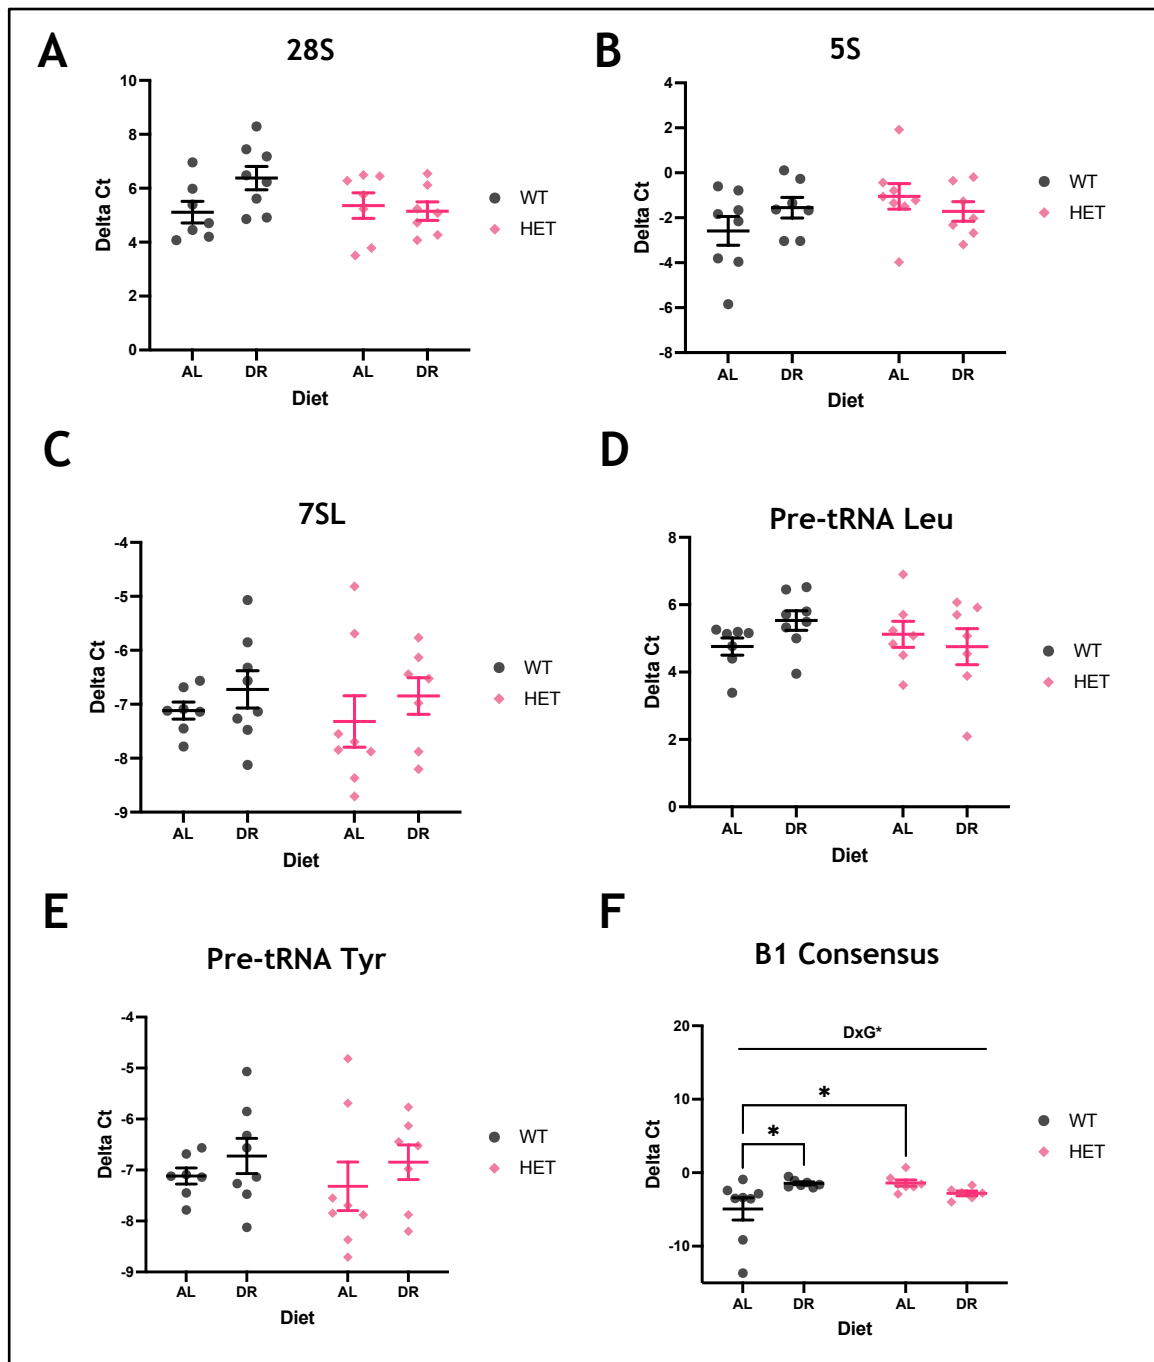 A
28S
10
8
6
4
2
0
Delta Ct
AL
DR
AL
DR
Diet
WT
HET
B
5S
4
2
0
-2
-4
-6
-8
Delta Ct
AL
DR
AL
DR
Diet
WT
HET
C
7SL
-4
-5
-6
-7
-8
-9
Delta Ct
AL
DR
AL
DR
Diet
WT
HET
D
Pre-tRNA Leu
8
6
4
2
0
Delta Ct
AL
DR
AL
DR
Diet
WT
HET
E
Pre-tRNA Tyr
-4
-5
-6
-7
-8
-9
Delta Ct
AL
DR
AL
DR
Diet
WT
HET
F
B1 Consensus
20
10
0
-10
Delta Ct
DxG*
*
*
AL
DR
AL
DR
Diet
WT
HET